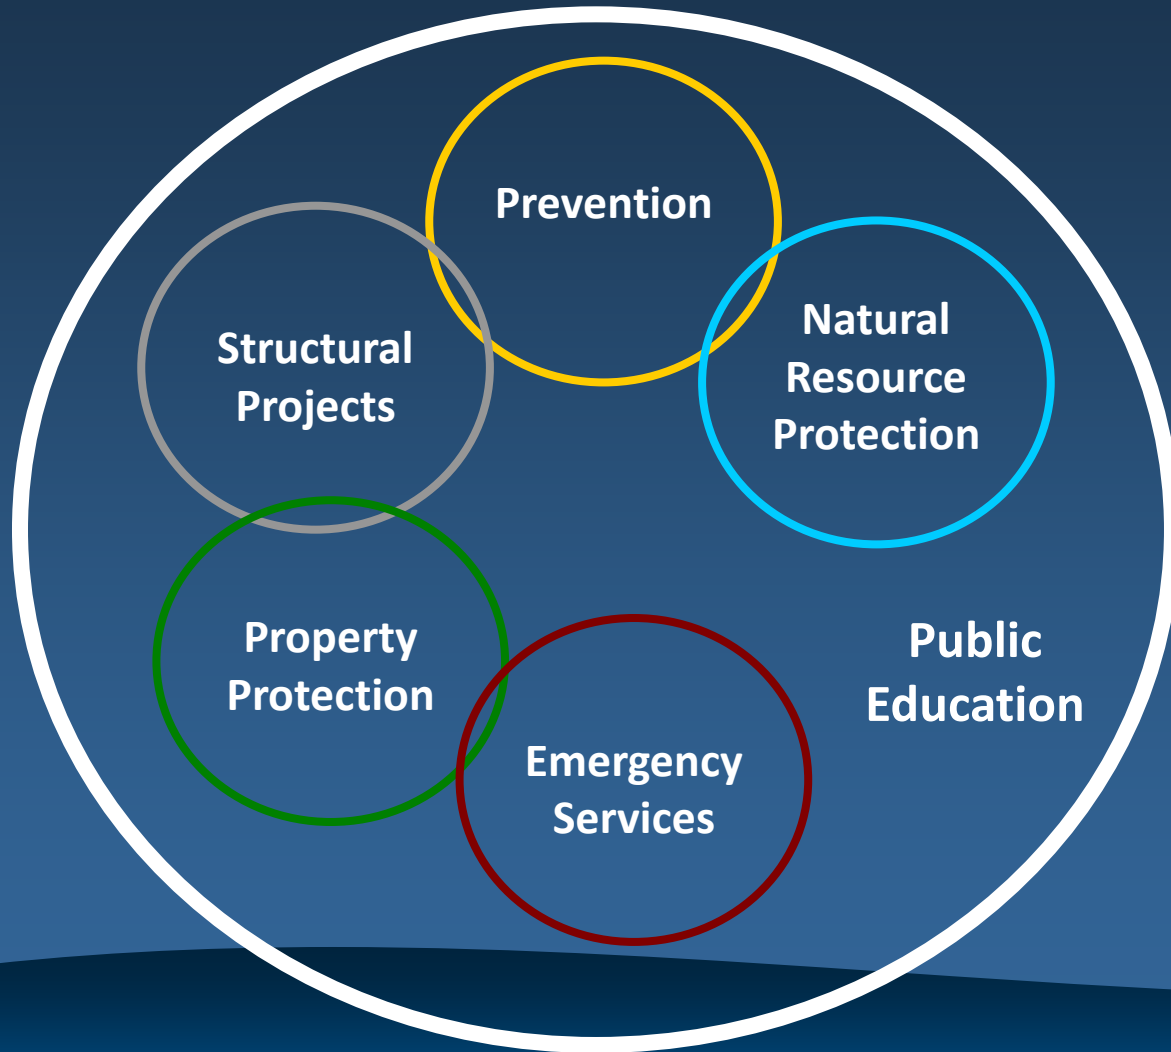 Prevention
Structural
Projects
Natural
Resource
Protection
Property
Protection
Public
Education
Emergency
Services